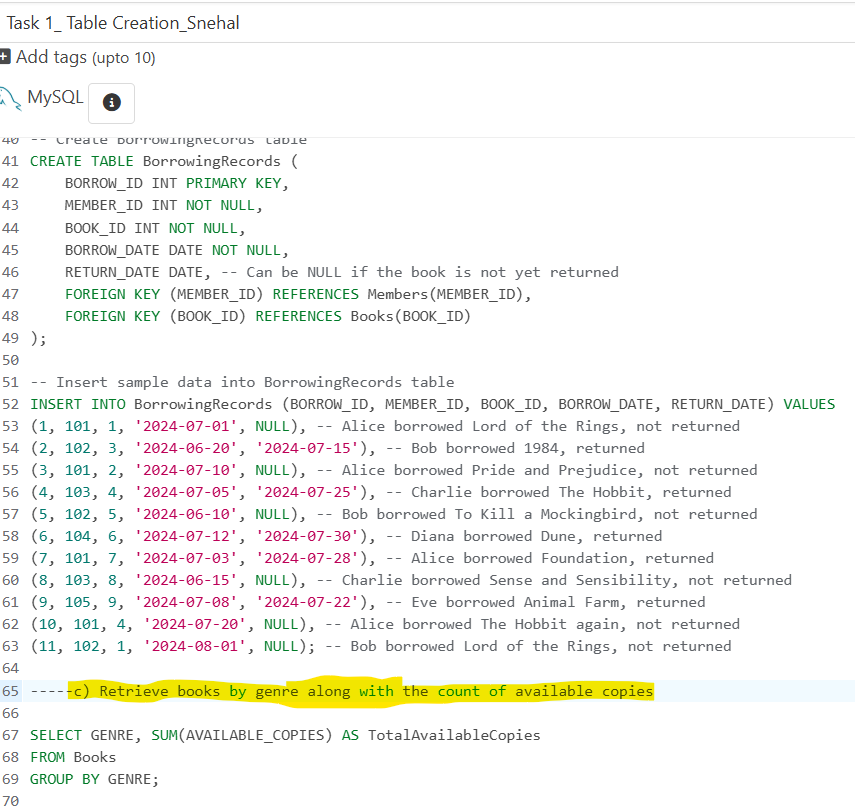 Task 1_ Table Creation_Snehal
Add tags (upto 10)
MySQL
40 -- Create BorrowingRecords table
41 CREATE TABLE BorrowingRecords (
42     BORROW_ID INT PRIMARY KEY,
43     MEMBER_ID INT NOT NULL,
44     BOOK_ID INT NOT NULL,
45     BORROW_DATE DATE NOT NULL,
46     RETURN_DATE DATE, -- Can be NULL if the book is not yet returned
47     FOREIGN KEY (MEMBER_ID) REFERENCES Members(MEMBER_ID),
48     FOREIGN KEY (BOOK_ID) REFERENCES Books(BOOK_ID)
49 );
50
51 -- Insert sample data into BorrowingRecords table
52 INSERT INTO BorrowingRecords (BORROW_ID, MEMBER_ID, BOOK_ID, BORROW_DATE, RETURN_DATE) VALUES
53 (1, 101, 1, '2024-07-01', NULL), -- Alice borrowed Lord of the Rings, not returned
54 (2, 102, 3, '2024-06-20', '2024-07-15'), -- Bob borrowed 1984, returned
55 (3, 101, 2, '2024-07-10', NULL), -- Alice borrowed Pride and Prejudice, not returned
56 (4, 103, 4, '2024-07-05', '2024-07-25'), -- Charlie borrowed The Hobbit, returned
57 (5, 102, 5, '2024-06-10', NULL), -- Bob borrowed To Kill a Mockingbird, not returned
58 (6, 104, 6, '2024-07-12', '2024-07-30'), -- Diana borrowed Dune, returned
59 (7, 101, 7, '2024-07-03', '2024-07-28'), -- Alice borrowed Foundation, returned
60 (8, 103, 8, '2024-06-15', NULL), -- Charlie borrowed Sense and Sensibility, not returned
61 (9, 105, 9, '2024-07-08', '2024-07-22'), -- Eve borrowed Animal Farm, returned
62 (10, 101, 4, '2024-07-20', NULL), -- Alice borrowed The Hobbit again, not returned
63 (11, 102, 1, '2024-08-01', NULL); -- Bob borrowed Lord of the Rings, not returned
64
65 -----c) Retrieve books by genre along with the count of available copies
66
67 SELECT GENRE, SUM(AVAILABLE_COPIES) AS TotalAvailableCopies
68 FROM Books
69 GROUP BY GENRE;
70